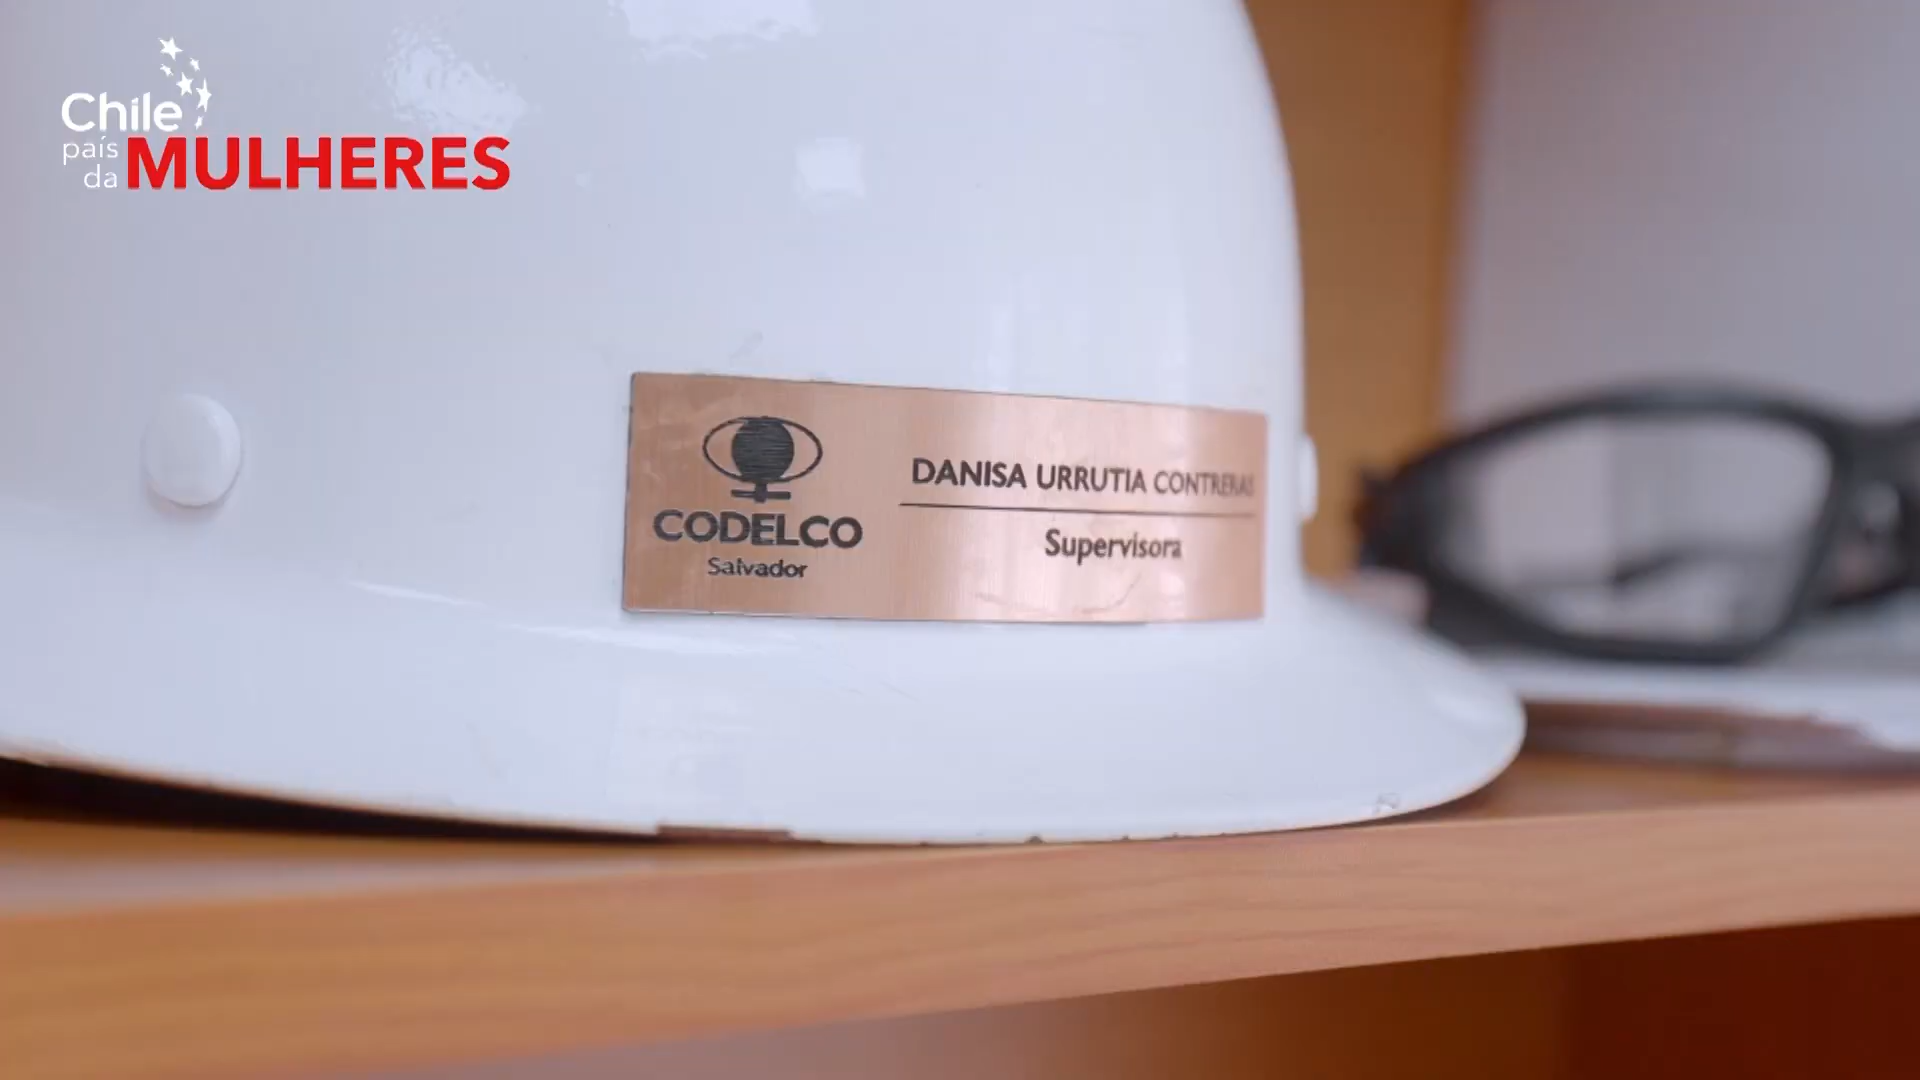 Chile
país
da MULHERES
CODELCO
Salvador
DANISA URRUTIA CONTRERAS
Supervisora